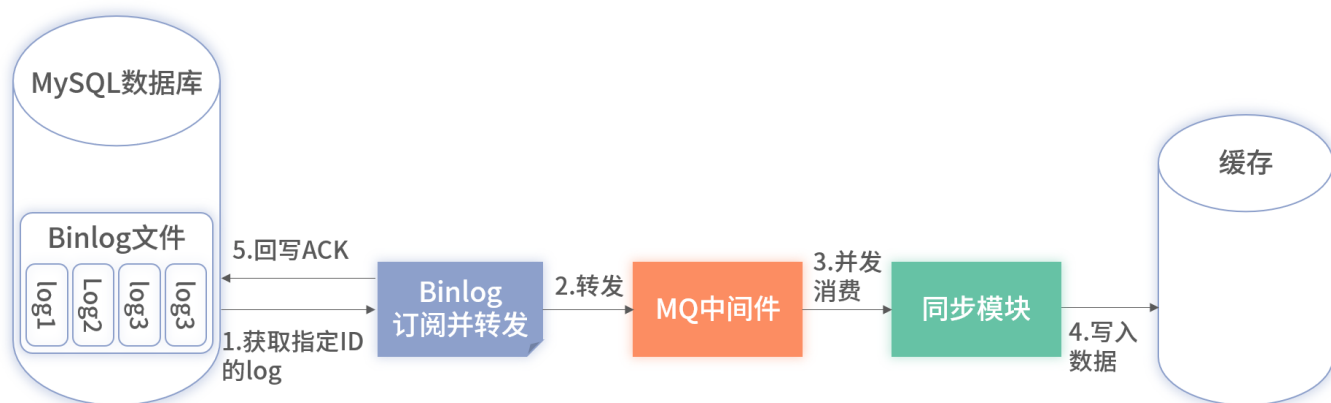 MySQL数据库
Binlog文件
log1
Log2
log3
log3
5.回写ACK
1.获取指定ID
的log
Binlog
订阅并转发
2.转发
MQ中间件
3.并发
消费
同步模块
4.写入
数据
缓存